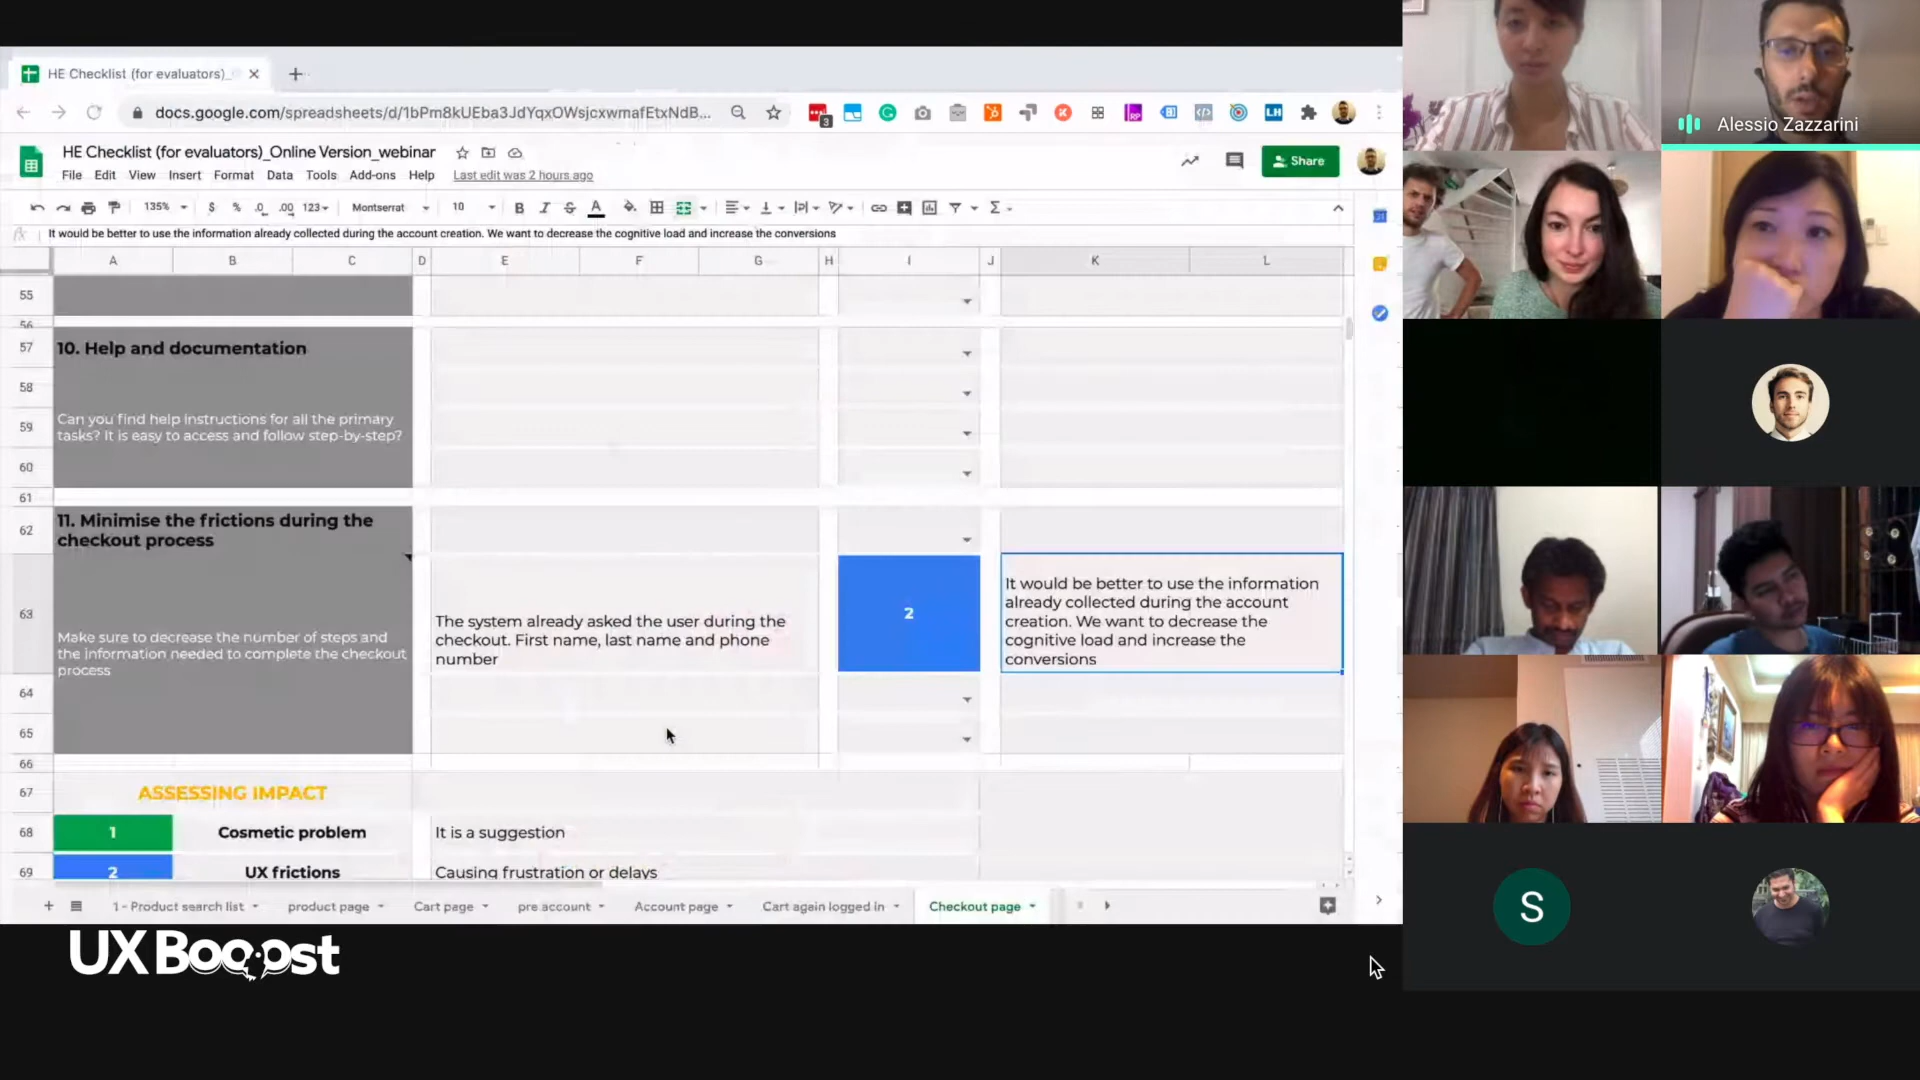 HE Checklist (for evaluators)_
docs.google.com/spreadsheets/d/1bPm8kUEba3JdYqxOWsjcxwmafEtxNdB...
3
HE Checklist (for evaluators)_Online Version_webinar
File Edit View Insert Format Data Tools Add-ons Help Last edit was 2 hours ago
Share
135% $ % .0 .00 123 Montserrat 10 B I S A
fx It would be better to use the information already collected during the account creation. We want to decrease the cognitive load and increase the conversions
A B C D E F G H I J K L
55
56
57 10. Help and documentation
58
59 Can you find help instructions for all the primary
tasks? It is easy to access and follow step-by-step?
60
61
62 11. Minimise the frictions during the
checkout process
63
Make sure to decrease the number of steps and
the information needed to complete the checkout
process
The system already asked the user during the
checkout. First name, last name and phone
number
2
It would be better to use the information
already collected during the account
creation. We want to decrease the
cognitive load and increase the
conversions
64
65
66
67 ASSESSING IMPACT
68 1 Cosmetic problem It is a suggestion
69 2 UX frictions Causing frustration or delays
1 - Product search list product page Cart page pre account Account page Cart again logged in Checkout page
UX Booost
Alessio Zazzarini
S